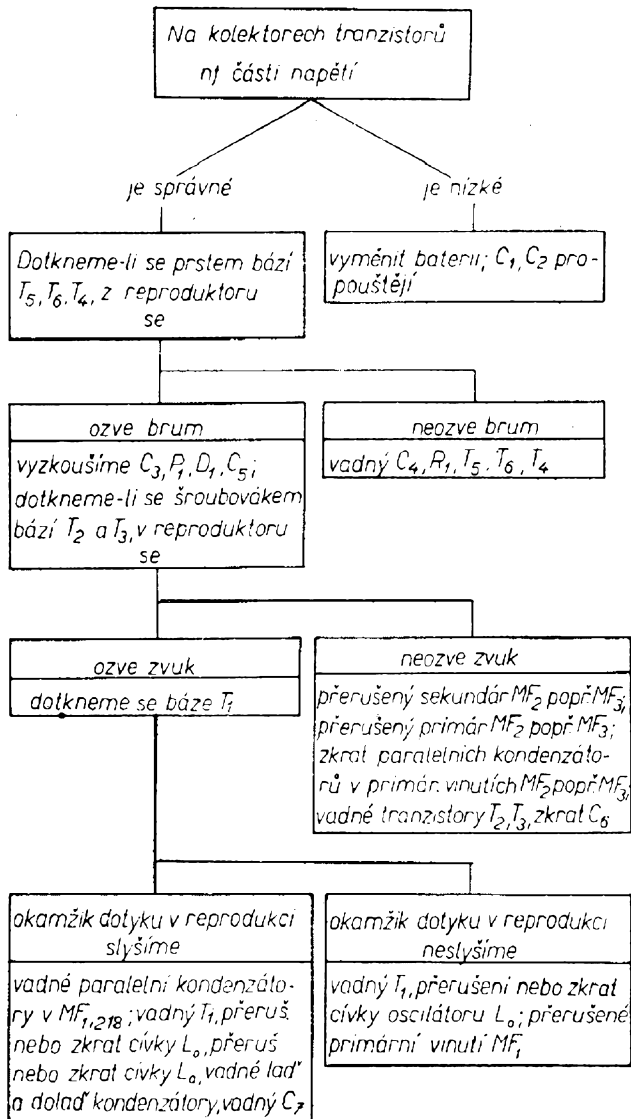 Na kolektorech tranzistorů
nf části napětí
je správné
je nízké
Dotkneme-li se prstem bází
T5, T6, T4, z reproduktoru
se
vyměnit baterii; C1, C2 pro-
pouštějí
ozve brum
vyzkoušíme C3, P1, D1, C5;
dotkneme-li se šroubovákem
bází T2 a T3, v reproduktoru
se
neozve brum
vadný C4, R1, T5, T6, T4
ozve zvuk
dotkneme se báze T1
neozve zvuk
přerušený sekundár MF2 popř. MF3;
přerušený primár MF2 popř. MF3;
zkrat paralelních kondenzáto-
rů v primár. vinutích MF2 popř. MF3;
vadné tranzistory T2, T3, zkrat C6
okamžik dotyku v reprodukci
slyšíme
vadné paralelní kondenzáto-
ry v MF1,2 a 3; vadný T1, přeruš.
nebo zkrat cívky Lo, přeruš
nebo zkrat cívky La, vadné laď
a dolaď kondenzátory, vadný C7
okamžik dotyku v reprodukci
neslyšíme
vadný T1, přerušení nebo zkrat
cívky oscilátoru Lo; přerušené
primární vinutí MF1